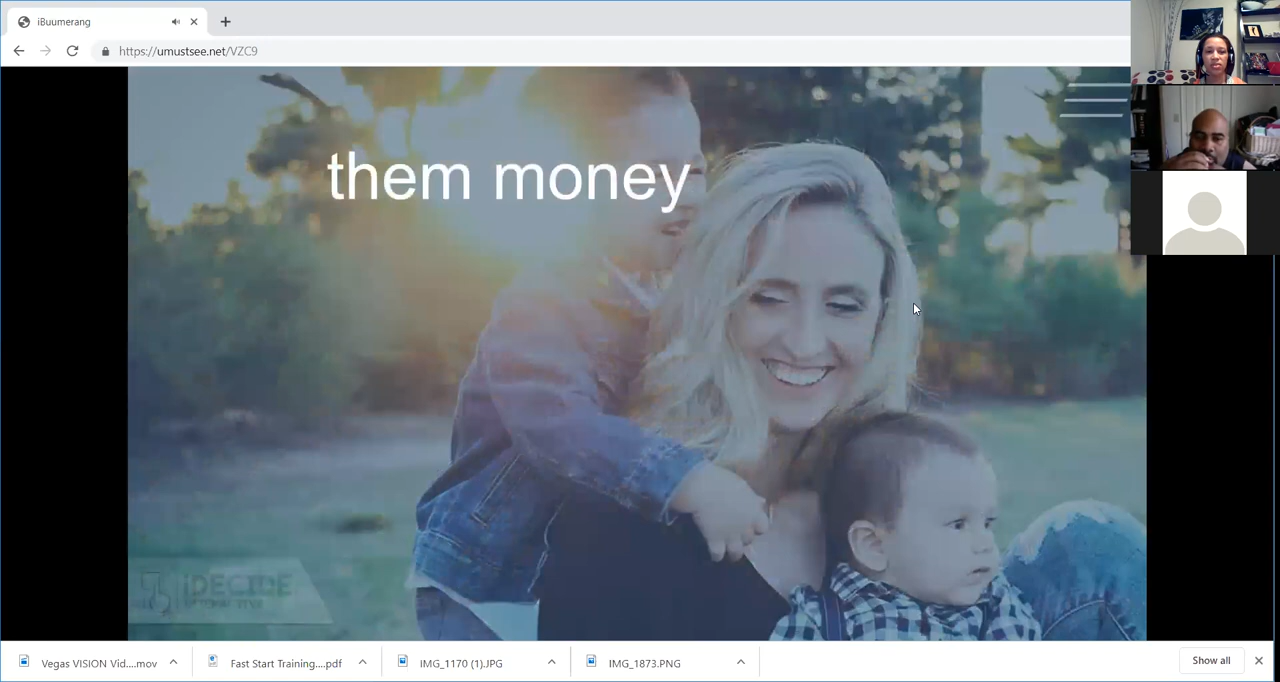 iBuumerang
https://umustsee.net/VZC9
them money
iDECIDE
Vegas VISION Vid....mov
Fast Start Training....pdf
IMG_1170 (1).JPG
IMG_1873.PNG
Show all